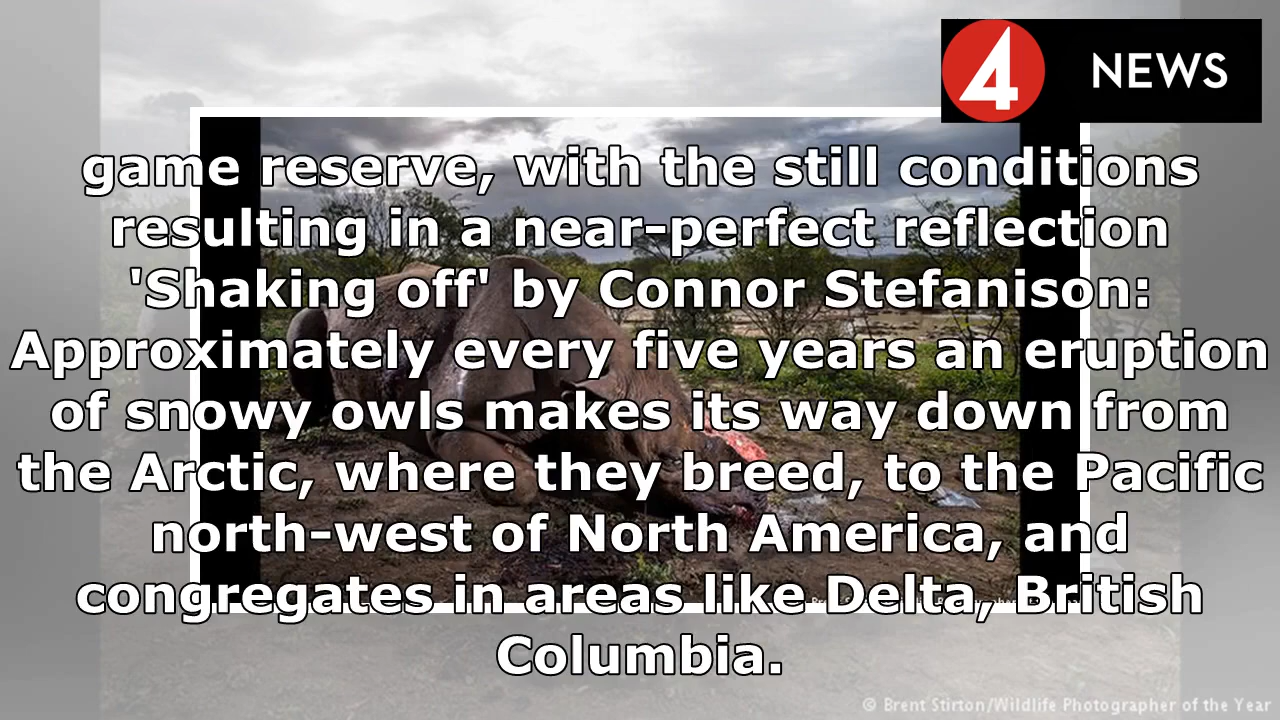 4 NEWS
game reserve, with the still conditions
resulting in a near-perfect reflection
'Shaking off' by Connor Stefanison:
Approximately every five years an eruption
of snowy owls makes its way down from
the Arctic, where they breed, to the Pacific
north-west of North America, and
congregates in areas like Delta, British
Columbia.
© Brent Stirton/Wildlife Photographer of the Year